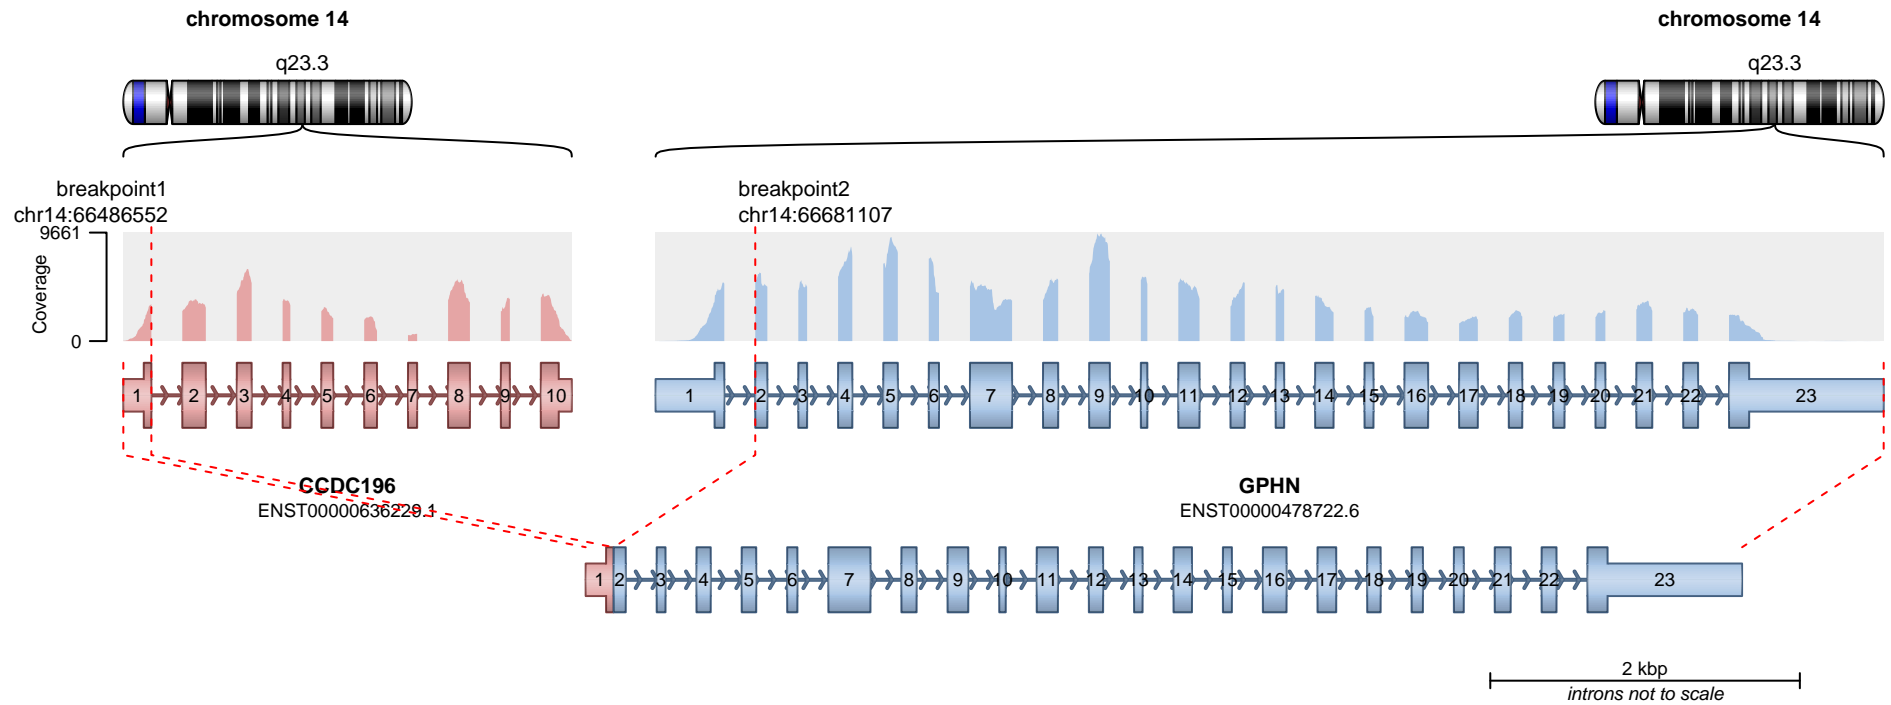 chromosome 14
chromosome 14
q23.3
q23.3
breakpoint1
chr14:66486552
breakpoint2
chr14:66681107
9661
Coverage
0
1 2 3 4 5 6 7 8 9 10
1 2 3 4 5 6 7 8 9 10 11 12 13 14 15 16 17 18 19 20 21 22 23
CCDC196
ENST00000636229.1
GPHN
ENST00000478722.6
1 2 3 4 5 6 7 8 9 10 11 12 13 14 15 16 17 18 19 20 21 22 23
2 kbp
introns not to scale